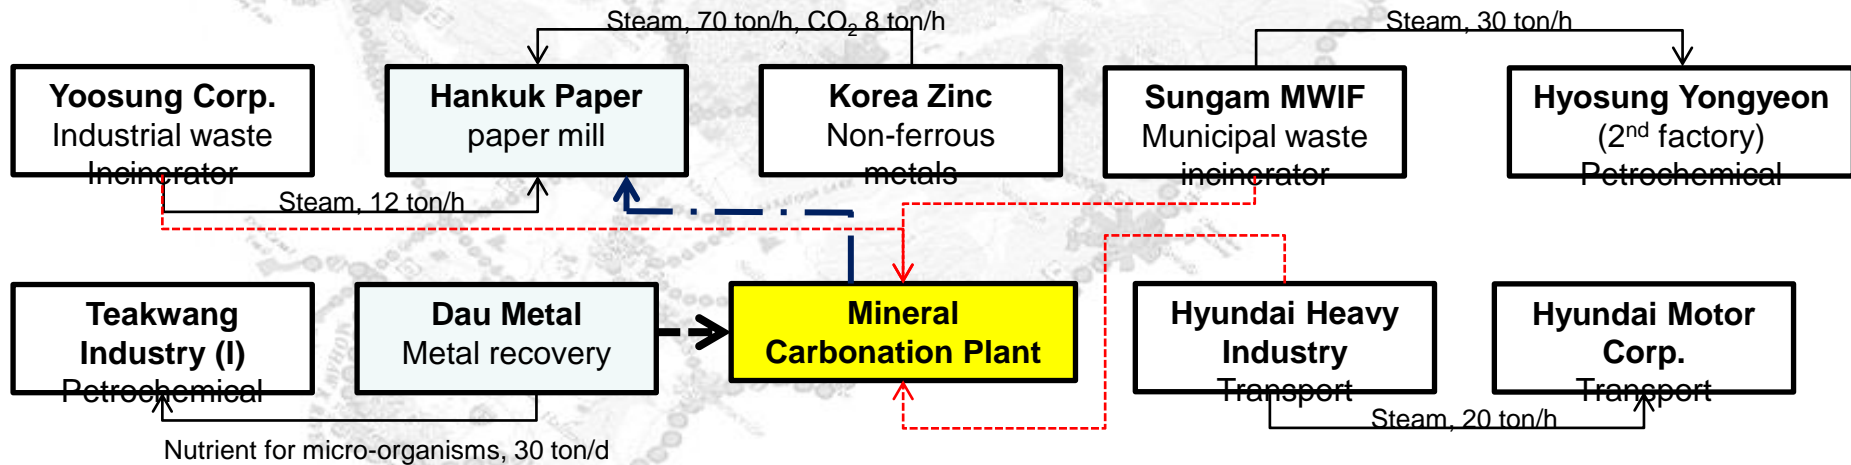 Steam, 70 ton/h, CO₂ 8 ton/h
Steam, 30 ton/h
Yoosung Corp.
Industrial waste
Incinerator
Hankuk Paper
paper mill
Korea Zinc
Non-ferrous
metals
Sungam MWIF
Municipal waste
incinerator
Hyosung Yongyeon
(2nd factory)
Petrochemical
Steam, 12 ton/h
Teakwang
Industry (I)
Petrochemical
Dau Metal
Metal recovery
Mineral
Carbonation Plant
Hyundai Heavy
Industry
Transport
Hyundai Motor
Corp.
Transport
Steam, 20 ton/h
Nutrient for micro-organisms, 30 ton/d